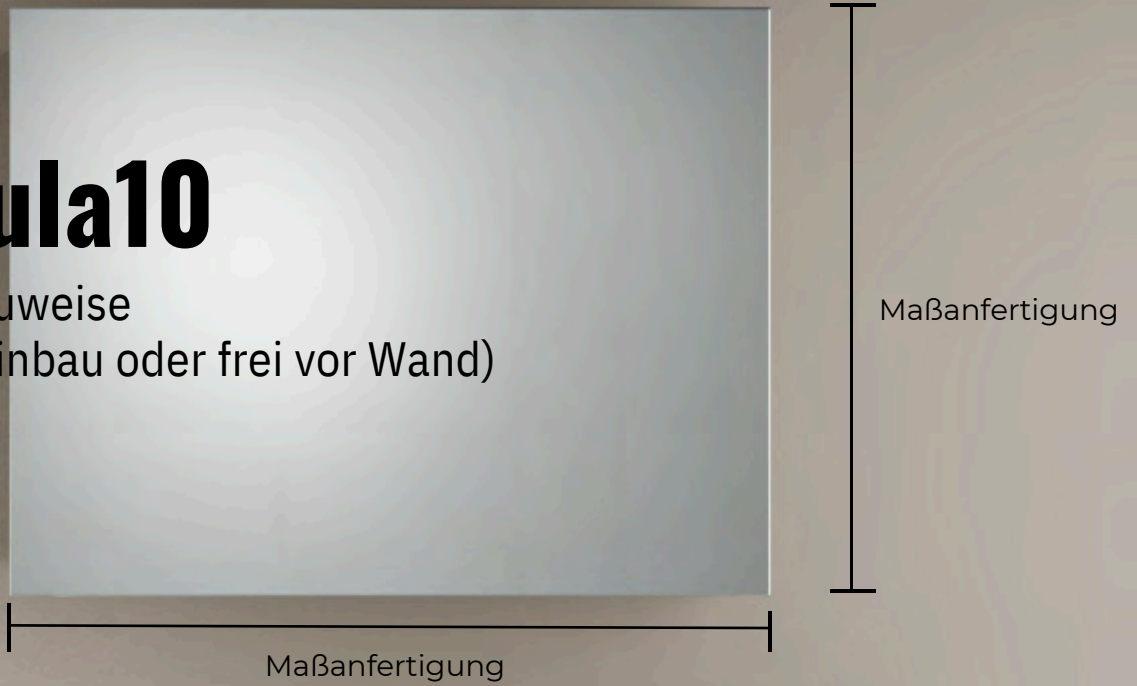 ula10
uweise
inbau oder frei vor Wand)
Maßanfertigung
Maßanfertigung